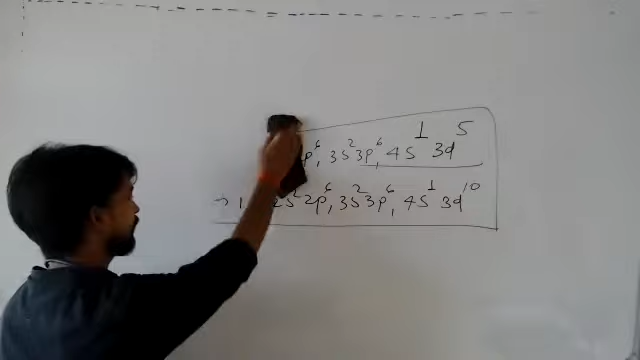 p⁶, 3s² 3p⁶, 4s¹ 3d⁵
→ 1 2s² 2p⁶, 3s² 3p⁶, 4s¹ 3d¹⁰